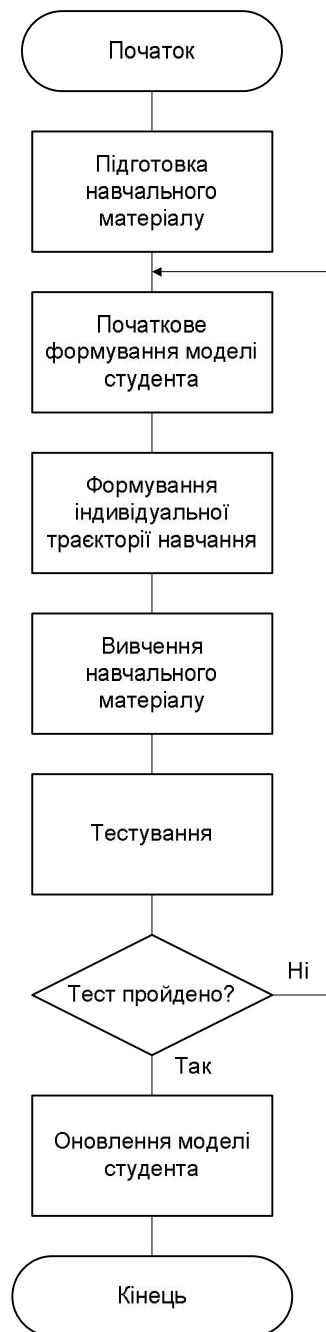 Початок
Підготовка
навчального
матеріалу
Початкове
формування моделі
студента
Формування
індивідуальної
траєкторії навчання
Вивчення
навчального
матеріалу
Тестування
Тест пройдено?
Ні
Так
Оновлення моделі
студента
Кінець